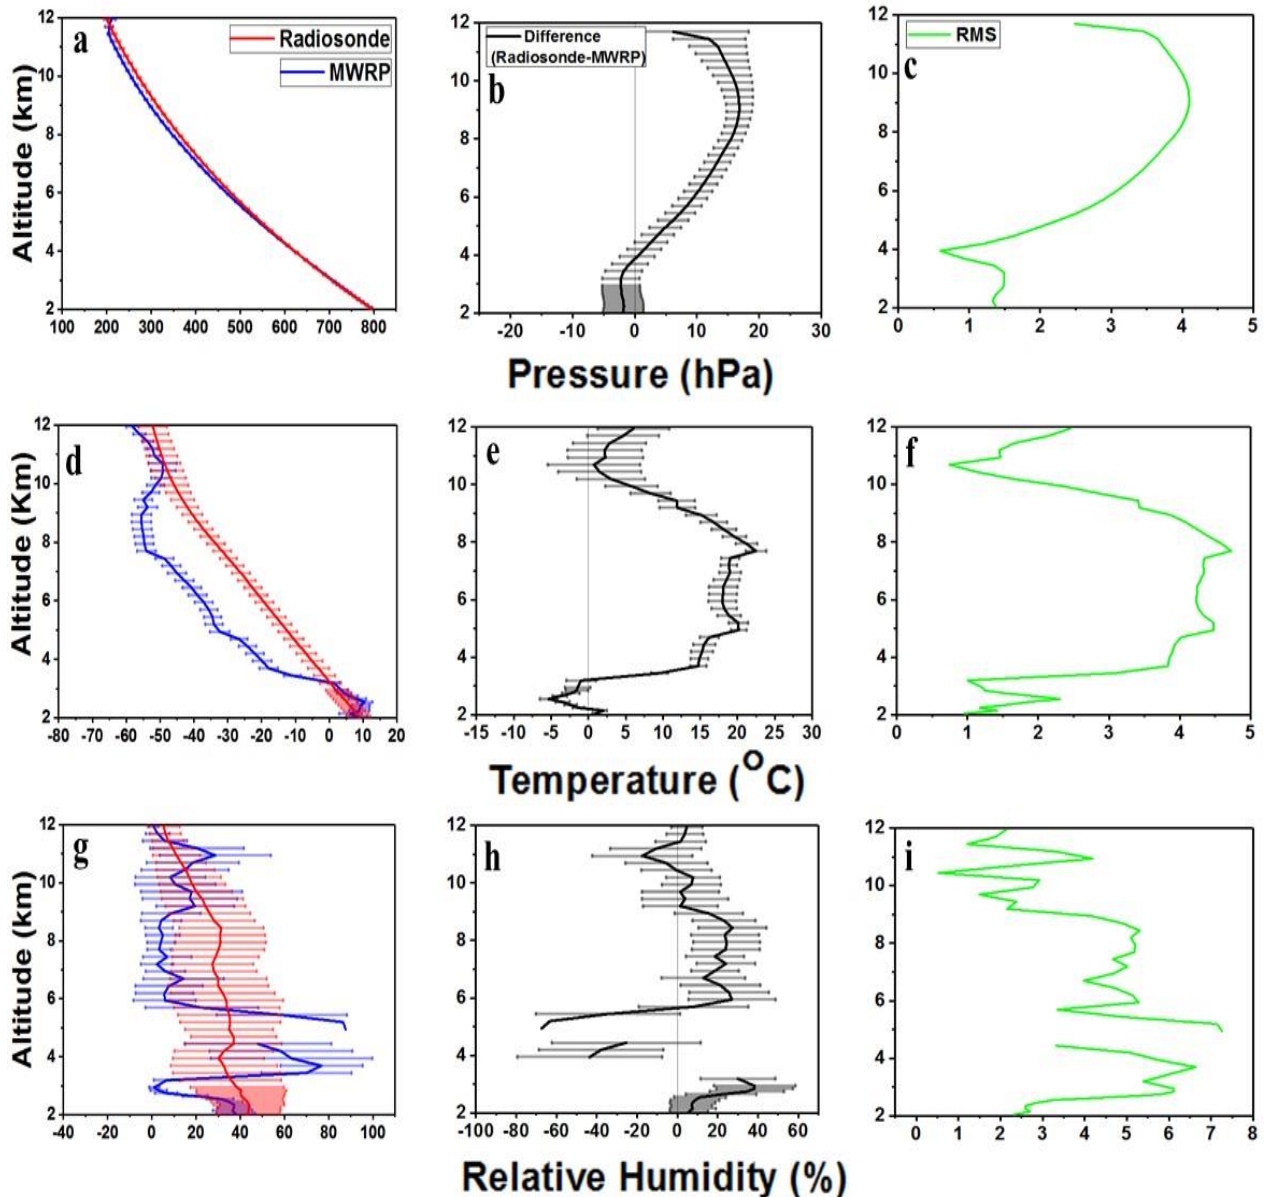 a
Radiosonde
MWRP
Altitude (km)
12
10
8
6
4
2
100 200 300 400 500 600 700 800
b
Difference
(Radiosonde-MWRP)
12
10
8
6
4
2
-20 -10 0 10 20 30
c
RMS
12
10
8
6
4
2
0 1 2 3 4 5
Pressure (hPa)
d
Altitude (Km)
12
10
8
6
4
2
-80 -70 -60 -50 -40 -30 -20 -10 0 10 20
e
12
10
8
6
4
2
-15 -10 -5 0 5 10 15 20 25 30
f
12
10
8
6
4
2
0 1 2 3 4 5
Temperature (OC)
g
Altitude (km)
12
10
8
6
4
2
-40 -20 0 20 40 60 80 100
h
12
10
8
6
4
2
-100 -80 -60 -40 -20 0 20 40 60
i
12
10
8
6
4
2
0 1 2 3 4 5 6 7 8
Relative Humidity (%)